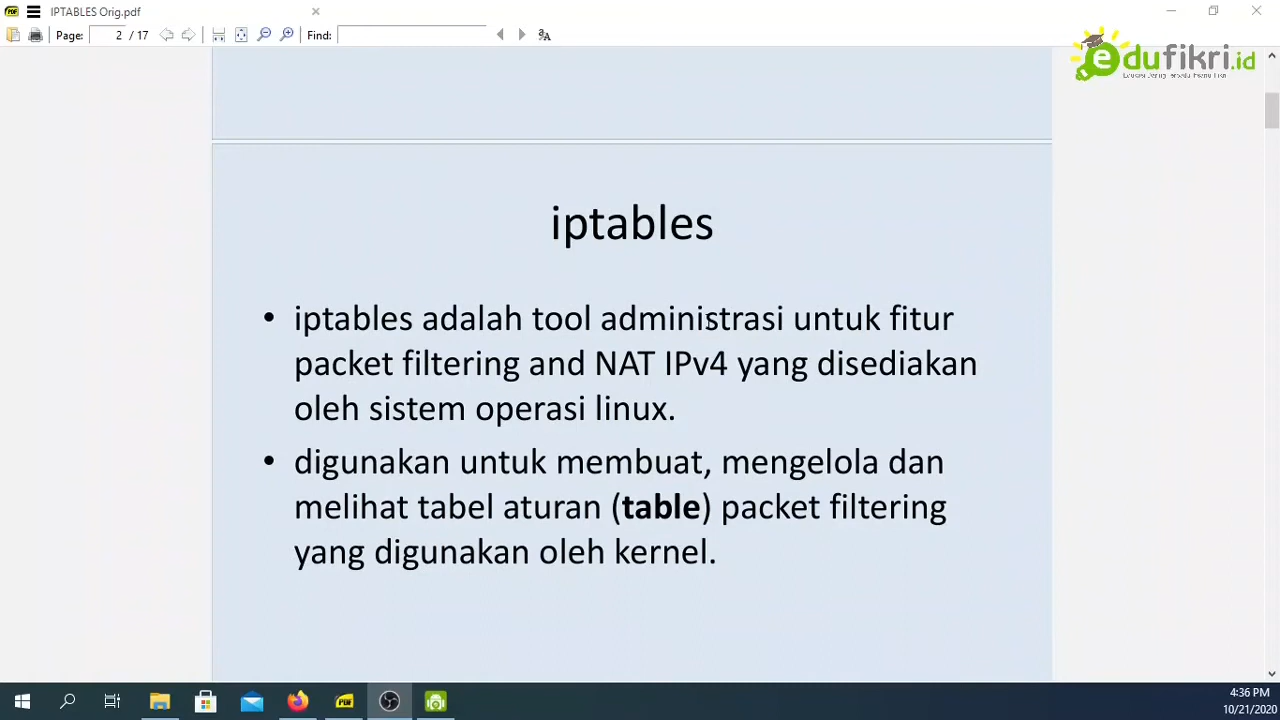 IPTABLES Orig.pdf
Page: 2 / 17 Find:
edufikri.id
iptables
• iptables adalah tool administrasi untuk fitur
packet filtering and NAT IPv4 yang disediakan
oleh sistem operasi linux.
• digunakan untuk membuat, mengelola dan
melihat tabel aturan (table) packet filtering
yang digunakan oleh kernel.
4:36 PM
10/21/2020